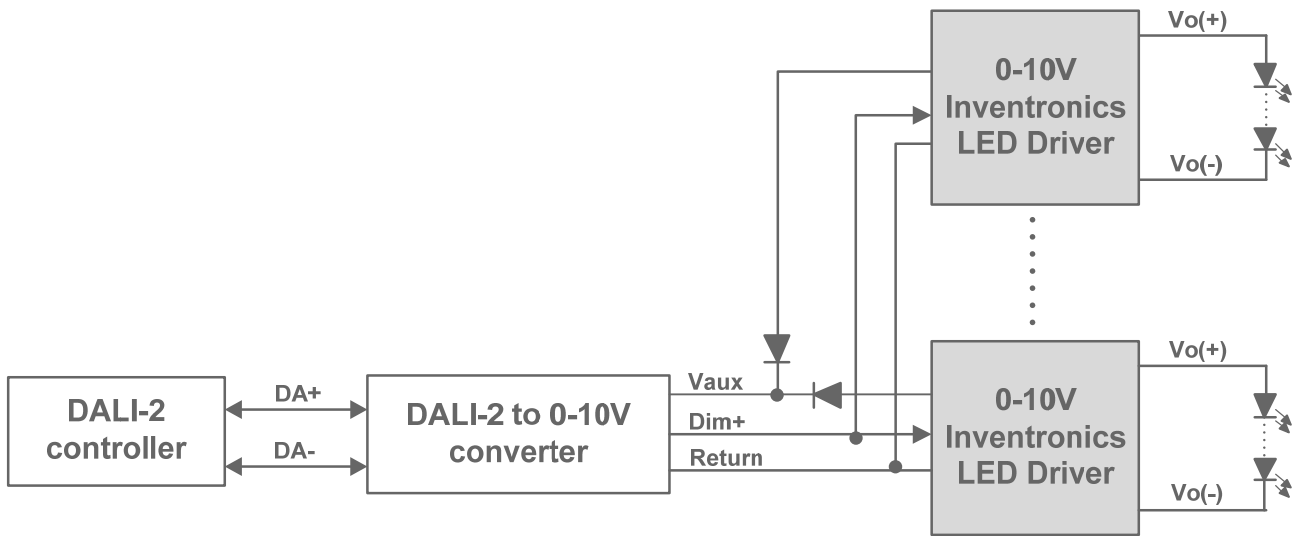 Vo(+)
0-10V
Inventronics
LED Driver
Vo(-)
DALI-2
controller
DA+
DA-
DALI-2 to 0-10V
converter
Vaux
Dim+
Return
Vo(+)
0-10V
Inventronics
LED Driver
Vo(-)